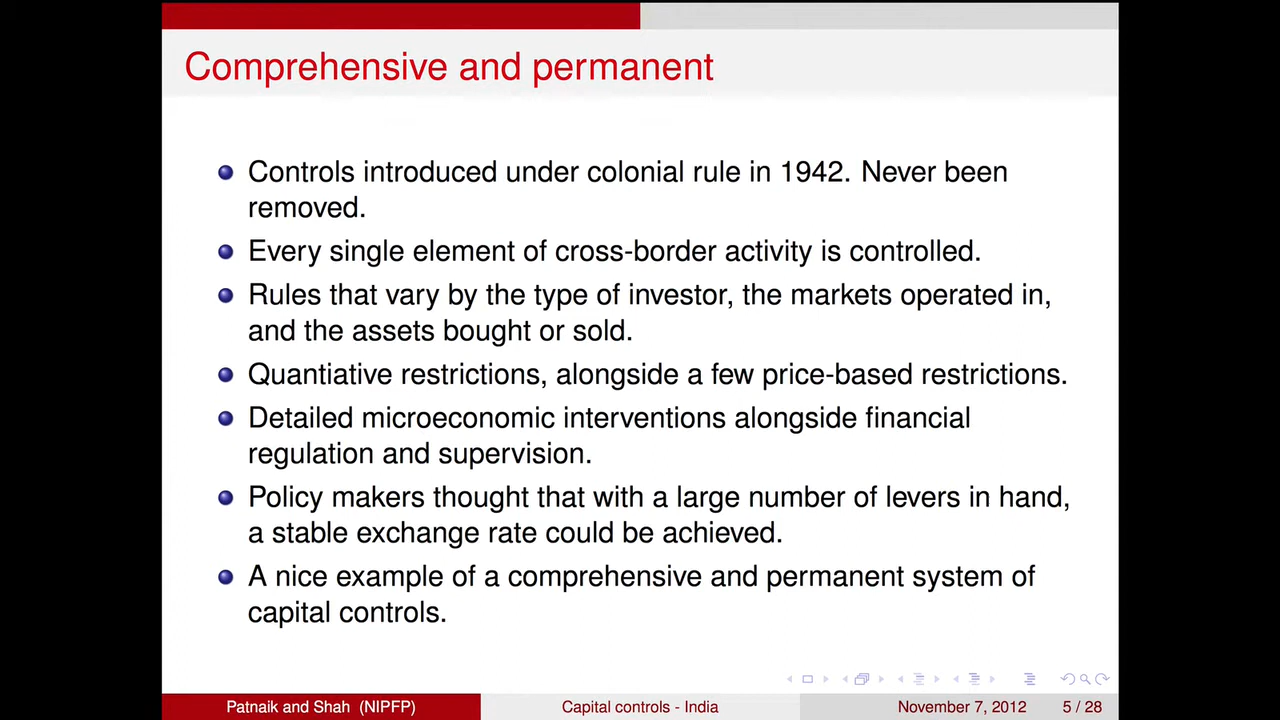 Comprehensive and permanent
Controls introduced under colonial rule in 1942. Never been
removed.
Every single element of cross-border activity is controlled.
Rules that vary by the type of investor, the markets operated in,
and the assets bought or sold.
Quantiative restrictions, alongside a few price-based restrictions.
Detailed microeconomic interventions alongside financial
regulation and supervision.
Policy makers thought that with a large number of levers in hand,
a stable exchange rate could be achieved.
A nice example of a comprehensive and permanent system of
capital controls.
Patnaik and Shah (NIPFP) Capital controls - India November 7, 2012 5 / 28